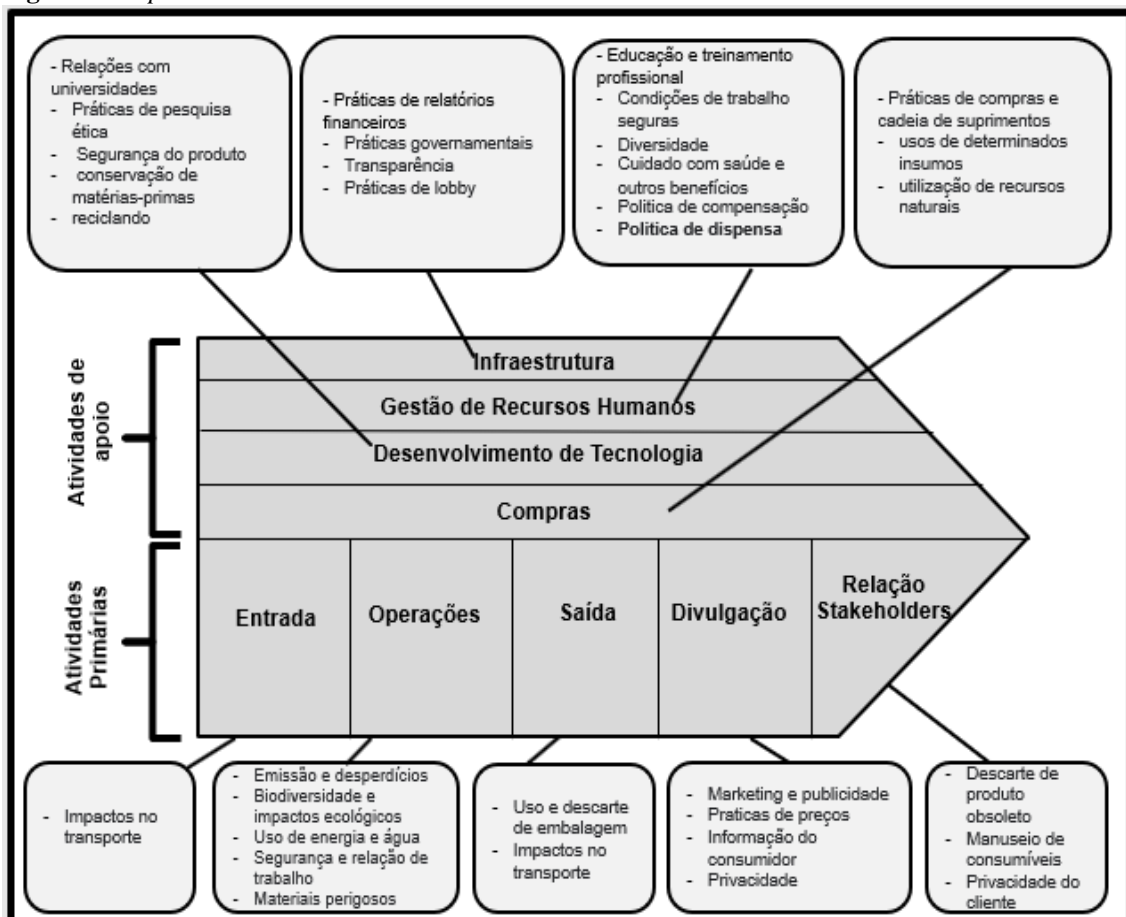 - Relações com
universidades
- Práticas de pesquisa
ética
- Segurança do produto
- conservação de
matérias-primas
- reciclando
- Práticas de relatórios
financeiros
- Práticas governamentais
- Transparência
- Práticas de lobby
- Educação e treinamento
profissional
- Condições de trabalho
seguras
- Diversidade
- Cuidado com saúde e
outros benefícios
- Politica de compensação
- Politica de dispensa
- Práticas de compras e
cadeia de suprimentos
- usos de determinados
insumos
- utilização de recursos
naturais
Atividades de
apoio
Infraestrutura
Gestão de Recursos Humanos
Desenvolvimento de Tecnologia
Compras
Atividades
Primárias
Entrada
Operações
Saída
Divulgação
Relação
Stakeholders
- Impactos no
transporte
- Emissão e desperdícios
- Biodiversidade e
impactos ecológicos
- Uso de energia e água
- Segurança e relação de
trabalho
- Materiais perigosos
- Uso e descarte
de embalagem
- Impactos no
transporte
- Marketing e publicidade
- Praticas de preços
- Informação do
consumidor
- Privacidade
- Descarte de
produto
obsoleto
- Manuseio de
consumíveis
- Privacidade do
cliente